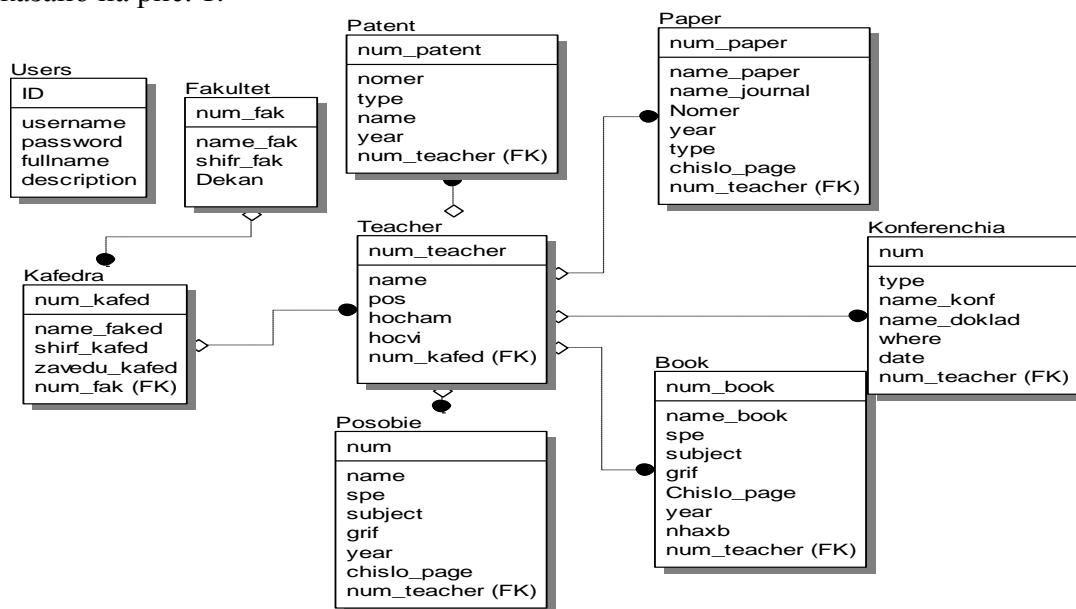 Users
ID
username
password
fullname
description
Fakultet
num_fak
name_fak
shifr_fak
Dekan
Patent
num_patent
nomer
type
name
year
num_teacher (FK)
Paper
num_paper
name_paper
name_journal
Nomer
year
type
chislo_page
num_teacher (FK)
Kafedra
num_kafed
name_faked
shirf_kafed
zavedu_kafed
num_fak (FK)
Teacher
num_teacher
name
pos
hocham
hocvi
num_kafed (FK)
Konferenchia
num
type
name_konf
name_doklad
where
date
num_teacher (FK)
Posobie
num
name
spe
subject
grif
year
chislo_page
num_teacher (FK)
Book
num_book
name_book
spe
subject
grif
Chislo_page
year
nhaxb
num_teacher (FK)